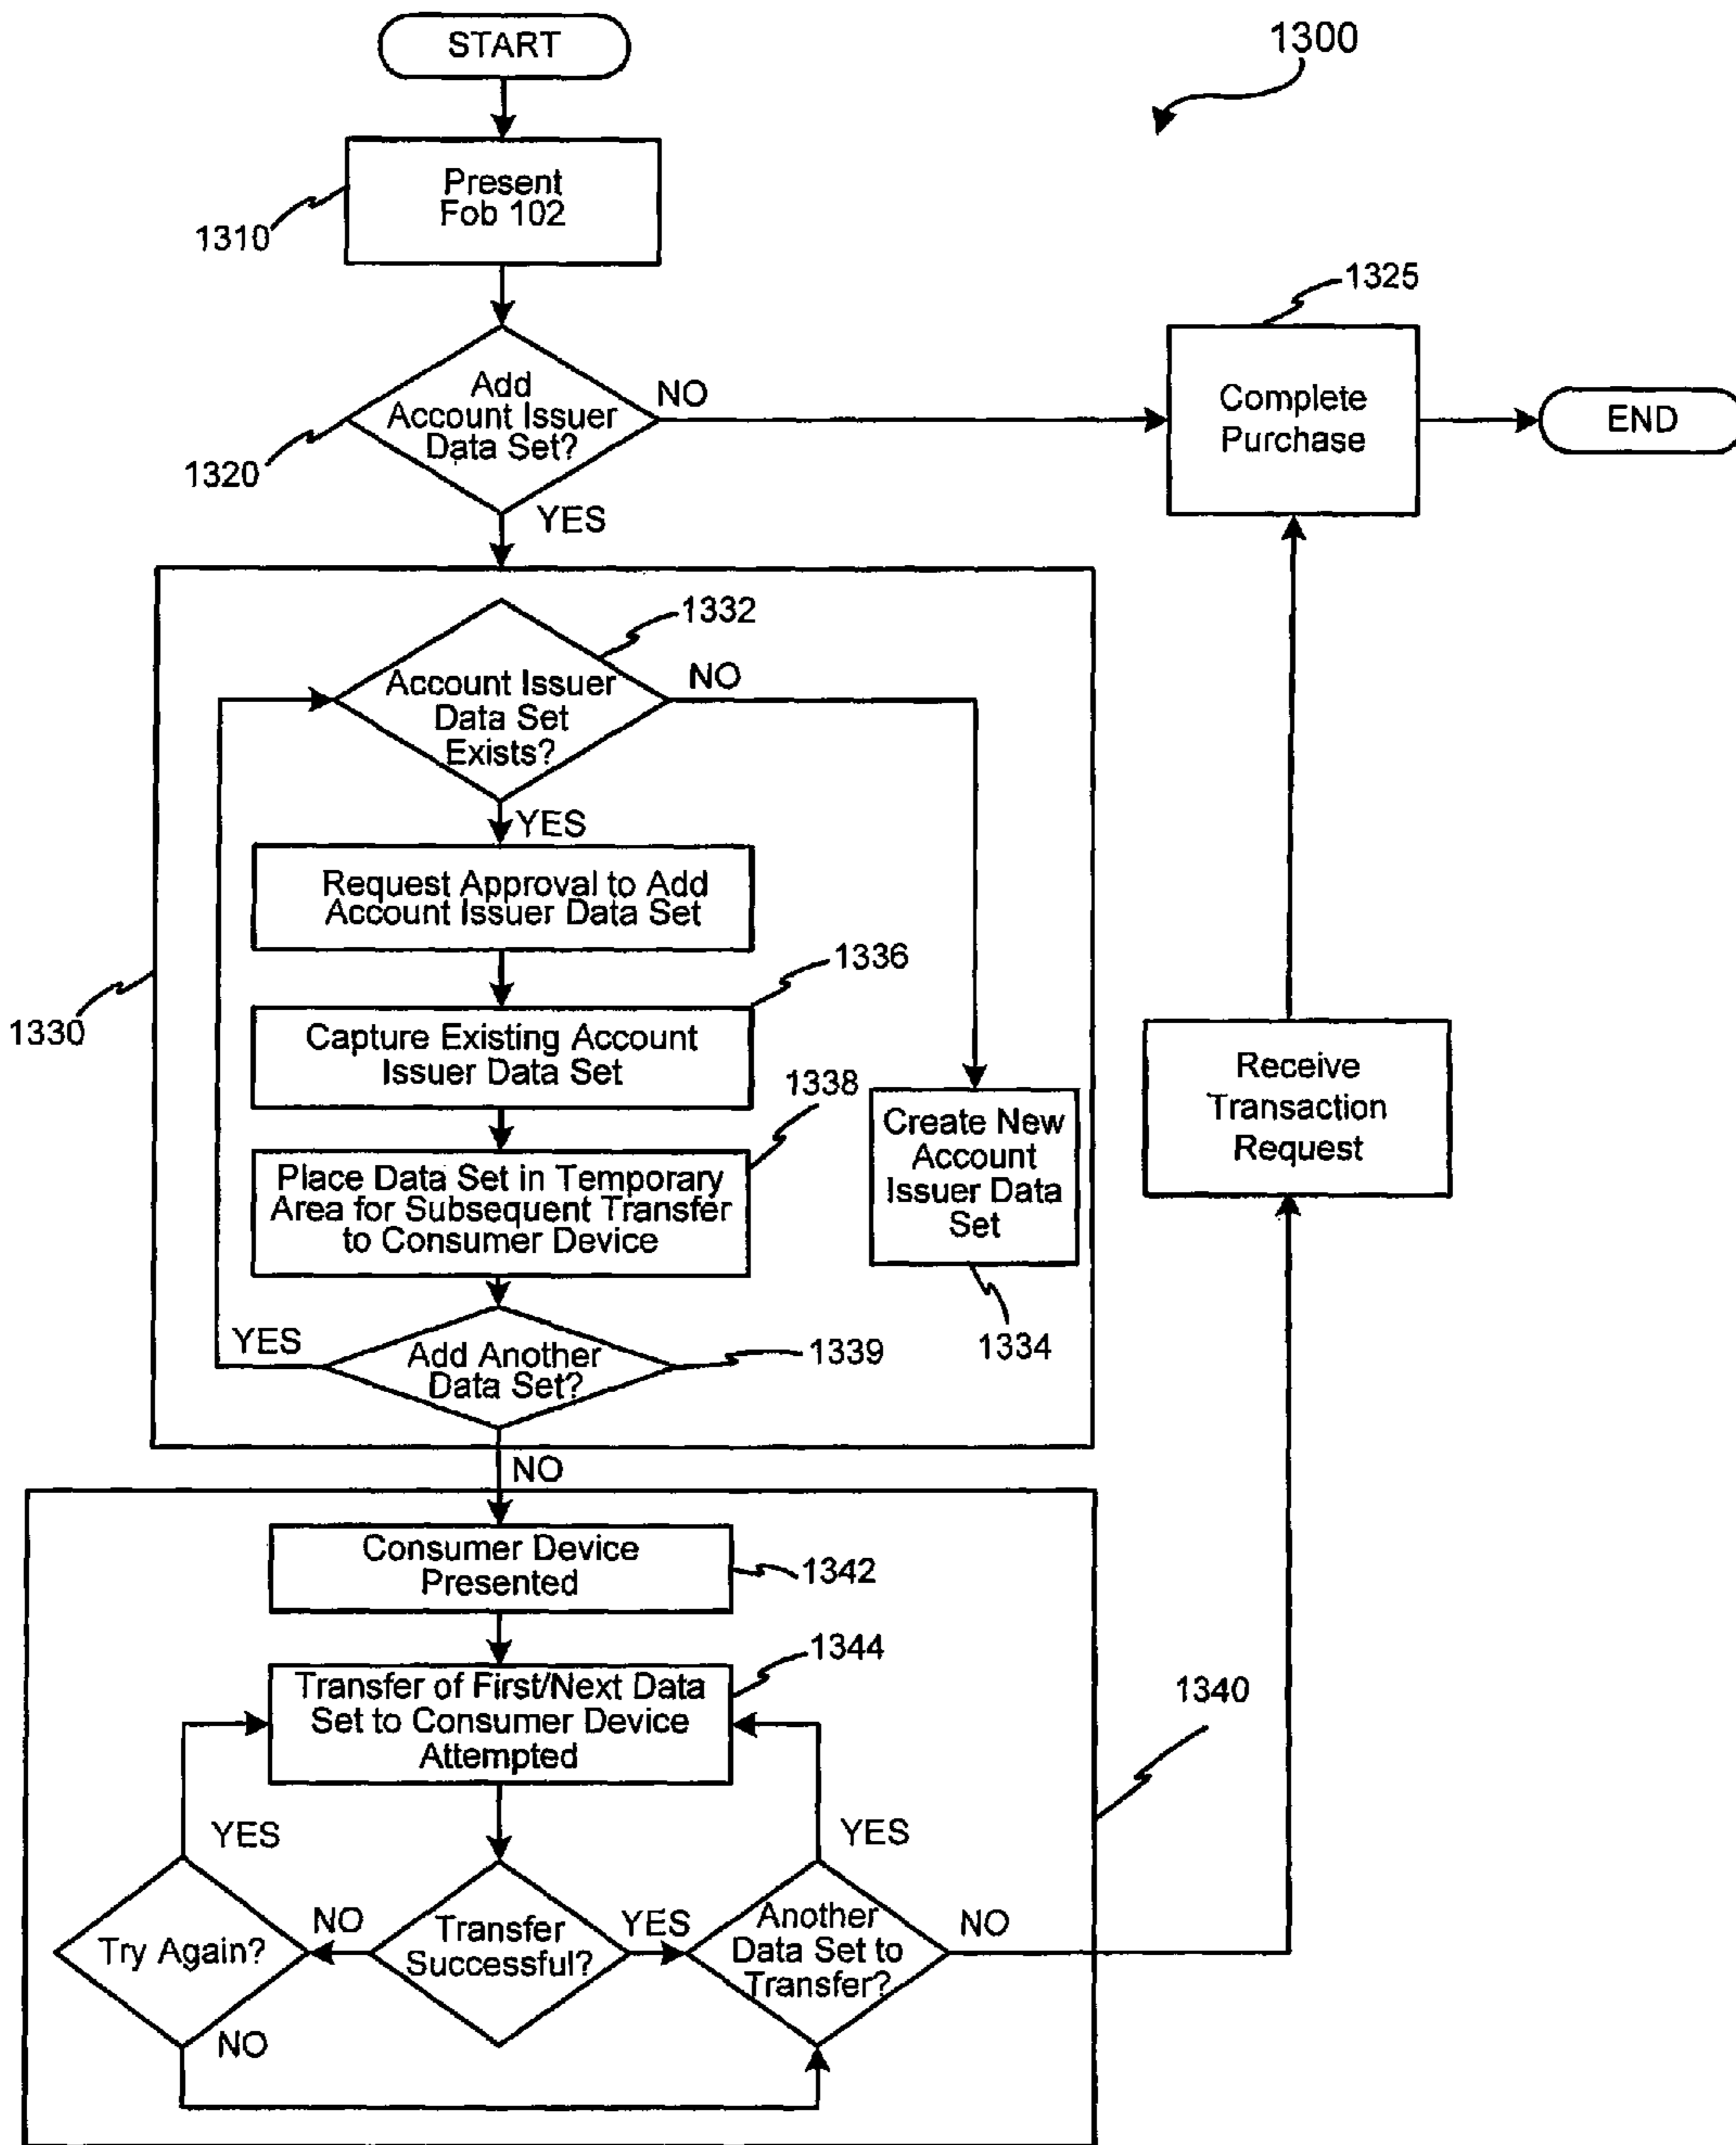 START
1300
Present
Fob 102
1310
1325
Add
Account Issuer
Data Set?
NO
Complete
Purchase
END
1320
YES
1332
Account Issuer
Data Set
Exists?
NO
YES
Request Approval to Add
Account Issuer Data Set
1336
1330
Capture Existing Account
Issuer Data Set
1338
Receive
Transaction
Request
Place Data Set in Temporary
Area for Subsequent Transfer
to Consumer Device
Create New
Account
Issuer Data
Set
1334
YES
Add Another
Data Set?
1339
NO
Consumer Device
Presented
1342
1344
Transfer of First/Next Data
Set to Consumer Device
Attempted
1340
YES
YES
Try Again?
NO
Transfer
Successful?
YES
Another
Data Set to
Transfer?
NO
NO